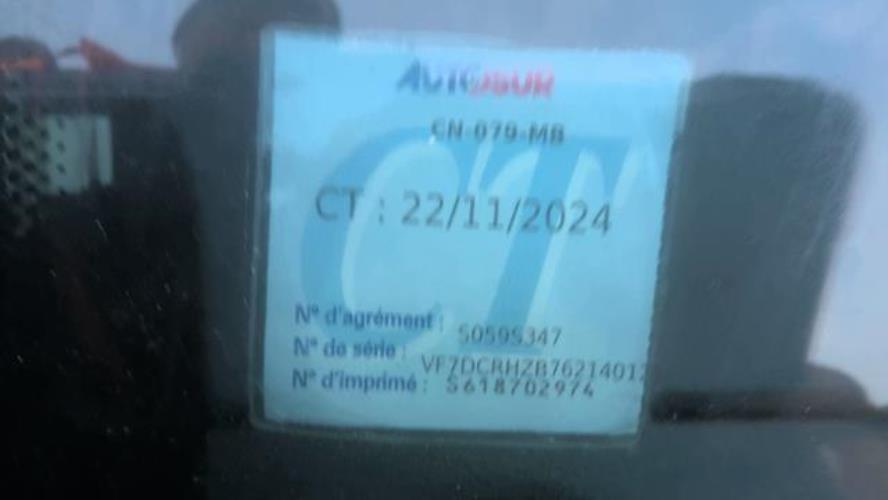 AUTOSUR
CN-079-MB
CT : 22/11/2024
N° d'agrément : S059S347
N° de série : VF7DCRHZB76214012
N° d'imprimé : S618702974